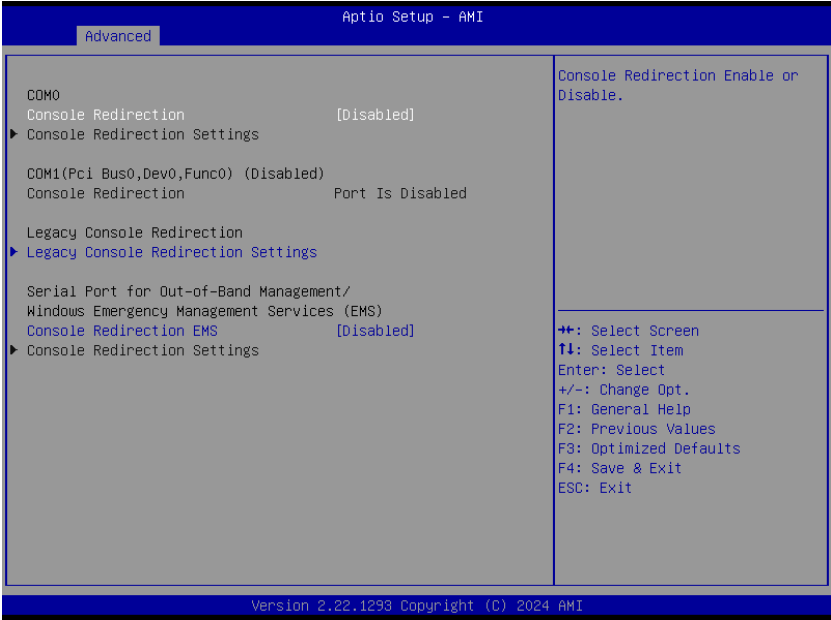 Aptio Setup – AMI
Advanced
COM0
Console Redirection [Disabled]
Console Redirection Settings
COM1(Pci Bus0,Dev0,Func0) (Disabled)
Console Redirection Port Is Disabled
Legacy Console Redirection
Legacy Console Redirection Settings
Serial Port for Out-of-Band Management/
Windows Emergency Management Services (EMS)
Console Redirection EMS [Disabled]
Console Redirection Settings
Console Redirection Enable or
Disable.
→←: Select Screen
↑↓: Select Item
Enter: Select
+/-: Change Opt.
F1: General Help
F2: Previous Values
F3: Optimized Defaults
F4: Save & Exit
ESC: Exit
Version 2.22.1293 Copyright (C) 2024 AMI